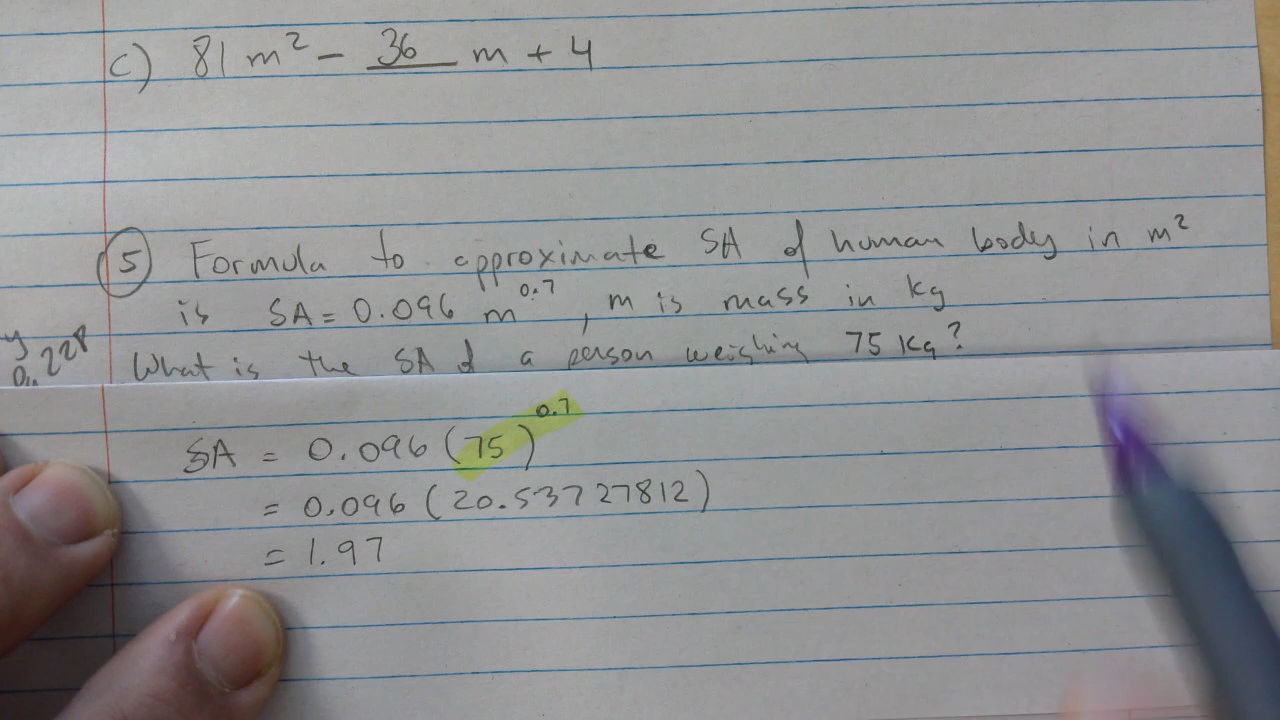 c) 81 m² - 36 m + 4
5 Formula to approximate SA of human body in m²
is SA = 0.096 m^0.7, m is mass in kg
What is the SA of a person weighing 75 kg?
SA = 0.096 (75)^0.7
= 0.096 (20.53727812)
= 1.97